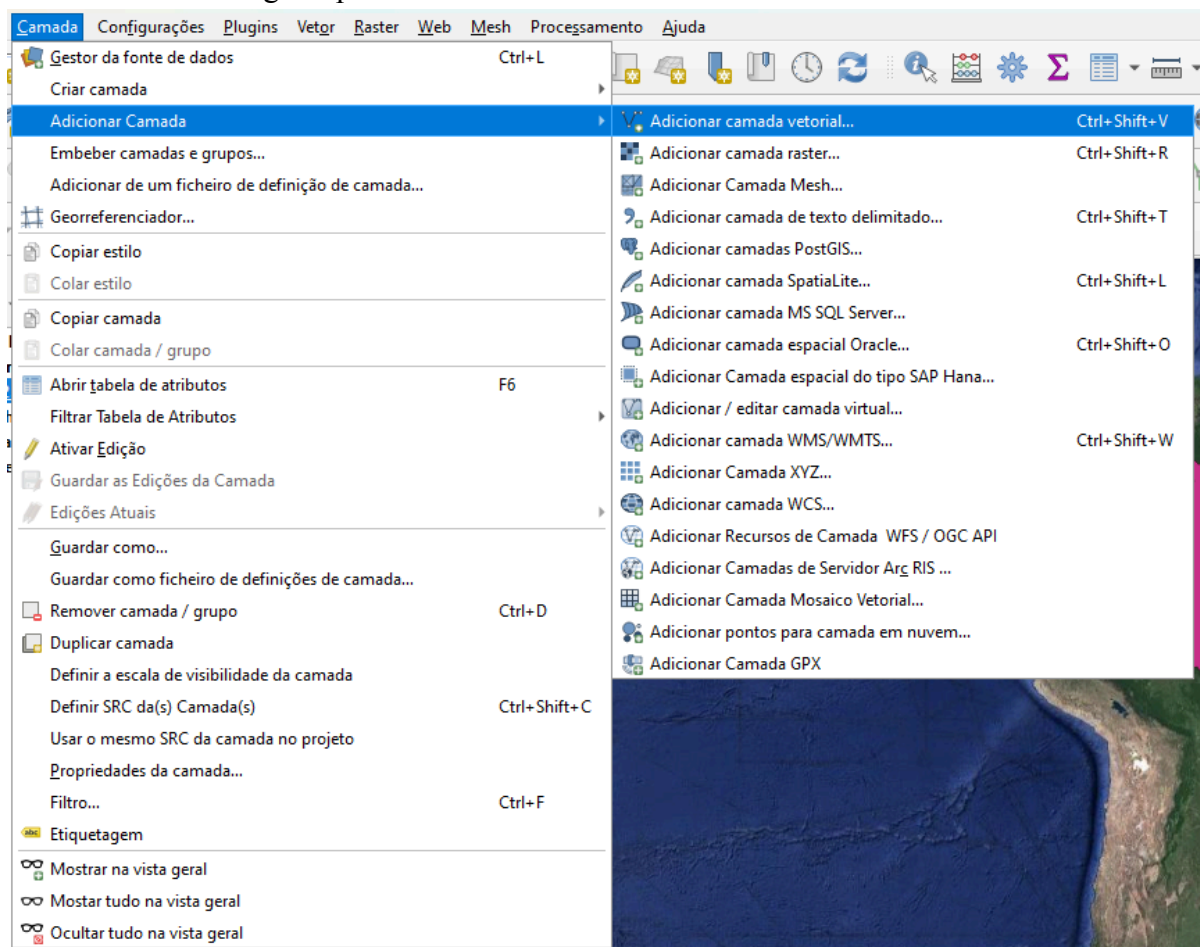 Camada Configurações Plugins Vetor Raster Web Mesh Processamento Ajuda
Gestor da fonte de dados Ctrl+L
Criar camada
Adicionar Camada
Embeber camadas e grupos...
Adicionar de um ficheiro de definição de camada...
Georreferenciador...
Copiar estilo
Colar estilo
Copiar camada
Colar camada / grupo
Abrir tabela de atributos F6
Filtrar Tabela de Atributos
Ativar Edição
Guardar as Edições da Camada
Edições Atuais
Guardar como...
Guardar como ficheiro de definições de camada...
Remover camada / grupo Ctrl+D
Duplicar camada
Definir a escala de visibilidade da camada
Definir SRC da(s) Camada(s) Ctrl+Shift+C
Usar o mesmo SRC da camada no projeto
Propriedades da camada...
Filtro... Ctrl+F
abc Etiquetagem
Mostrar na vista geral
Mostar tudo na vista geral
Ocultar tudo na vista geral
Adicionar camada vetorial... Ctrl+Shift+V
Adicionar camada raster... Ctrl+Shift+R
Adicionar Camada Mesh...
Adicionar camada de texto delimitado... Ctrl+Shift+T
Adicionar camadas PostGIS...
Adicionar camada SpatiaLite... Ctrl+Shift+L
Adicionar camada MS SQL Server...
Adicionar camada espacial Oracle... Ctrl+Shift+O
Adicionar Camada espacial do tipo SAP Hana...
Adicionar / editar camada virtual...
Adicionar camada WMS/WMTS... Ctrl+Shift+W
Adicionar Camada XYZ...
Adicionar camada WCS...
Adicionar Recursos de Camada WFS / OGC API
Adicionar Camadas de Servidor Arc RIS ...
Adicionar Camada Mosaico Vetorial...
Adicionar pontos para camada em nuvem...
Adicionar Camada GPX